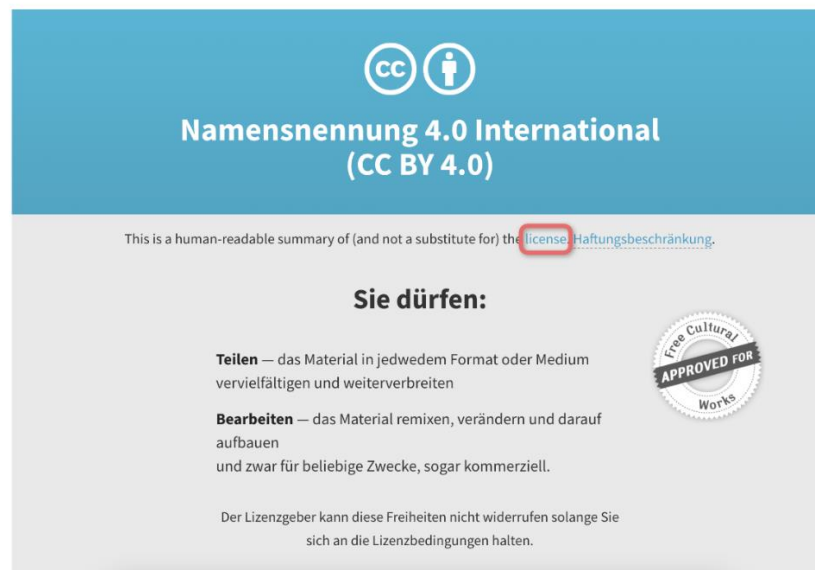 cc
Namensnennung 4.0 International
(CC BY 4.0)
This is a human-readable summary of (and not a substitute for) the license. Haftungsbeschränkung.
Sie dürfen:
Teilen — das Material in jedwedem Format oder Medium
vervielfältigen und weiterverbreiten
Bearbeiten — das Material remixen, verändern und darauf
aufbauen
und zwar für beliebige Zwecke, sogar kommerziell.
Free Cultural
APPROVED FOR
Works
Der Lizenzgeber kann diese Freiheiten nicht widerrufen solange Sie
sich an die Lizenzbedingungen halten.